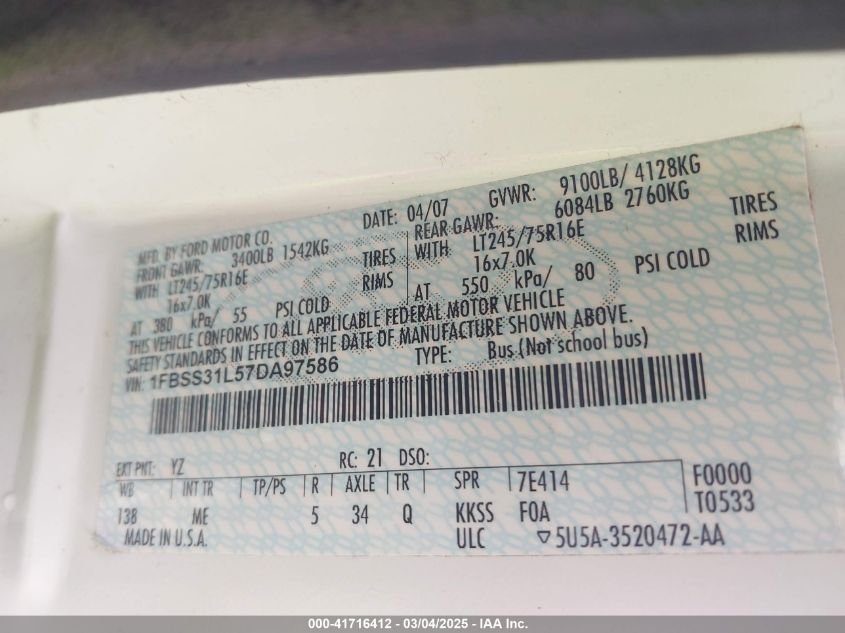 MFD. BY FORD MOTOR CO. DATE: 04/07 GVWR: 9100LB/ 4128KG
FRONT GAWR: 3400LB 1542KG REAR GAWR: 6084LB 2760KG
WITH LT245/75R16E TIRES WITH LT245/75R16E TIRES
16x7.0K RIMS 16x7.0K RIMS
AT 380 kPa/ 55 PSI COLD AT 550 kPa/ 80 PSI COLD
THIS VEHICLE CONFORMS TO ALL APPLICABLE FEDERAL MOTOR VEHICLE
SAFETY STANDARDS IN EFFECT ON THE DATE OF MANUFACTURE SHOWN ABOVE.
VIN: 1FBSS31L57DA97586 TYPE: Bus (Not school bus)
EXT PNT: YZ RC: 21 DSO:
WB INT TR TP/PS R AXLE TR SPR 7E414 F0000
138 ME 5 34 Q KKSS F0A T0533
MADE IN U.S.A. ULC ▽5U5A-3520472-AA
000-41716412 - 03/04/2025 - IAA Inc.